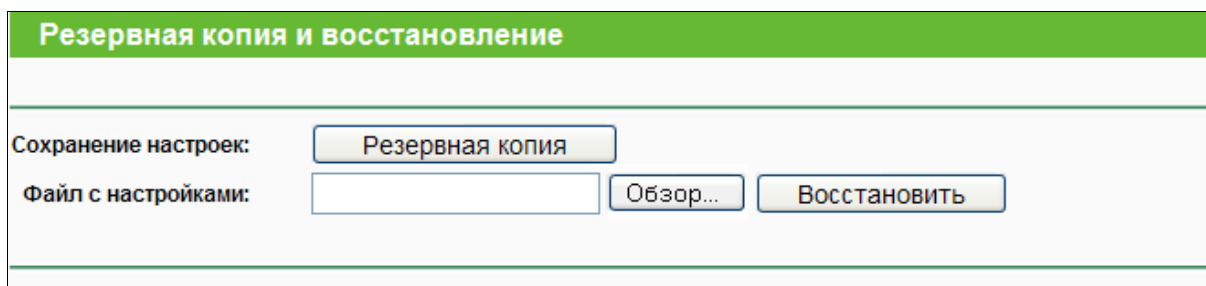 Резервная копия и восстановление
Сохранение настроек: Резервная копия
Файл с настройками: Обзор... Восстановить